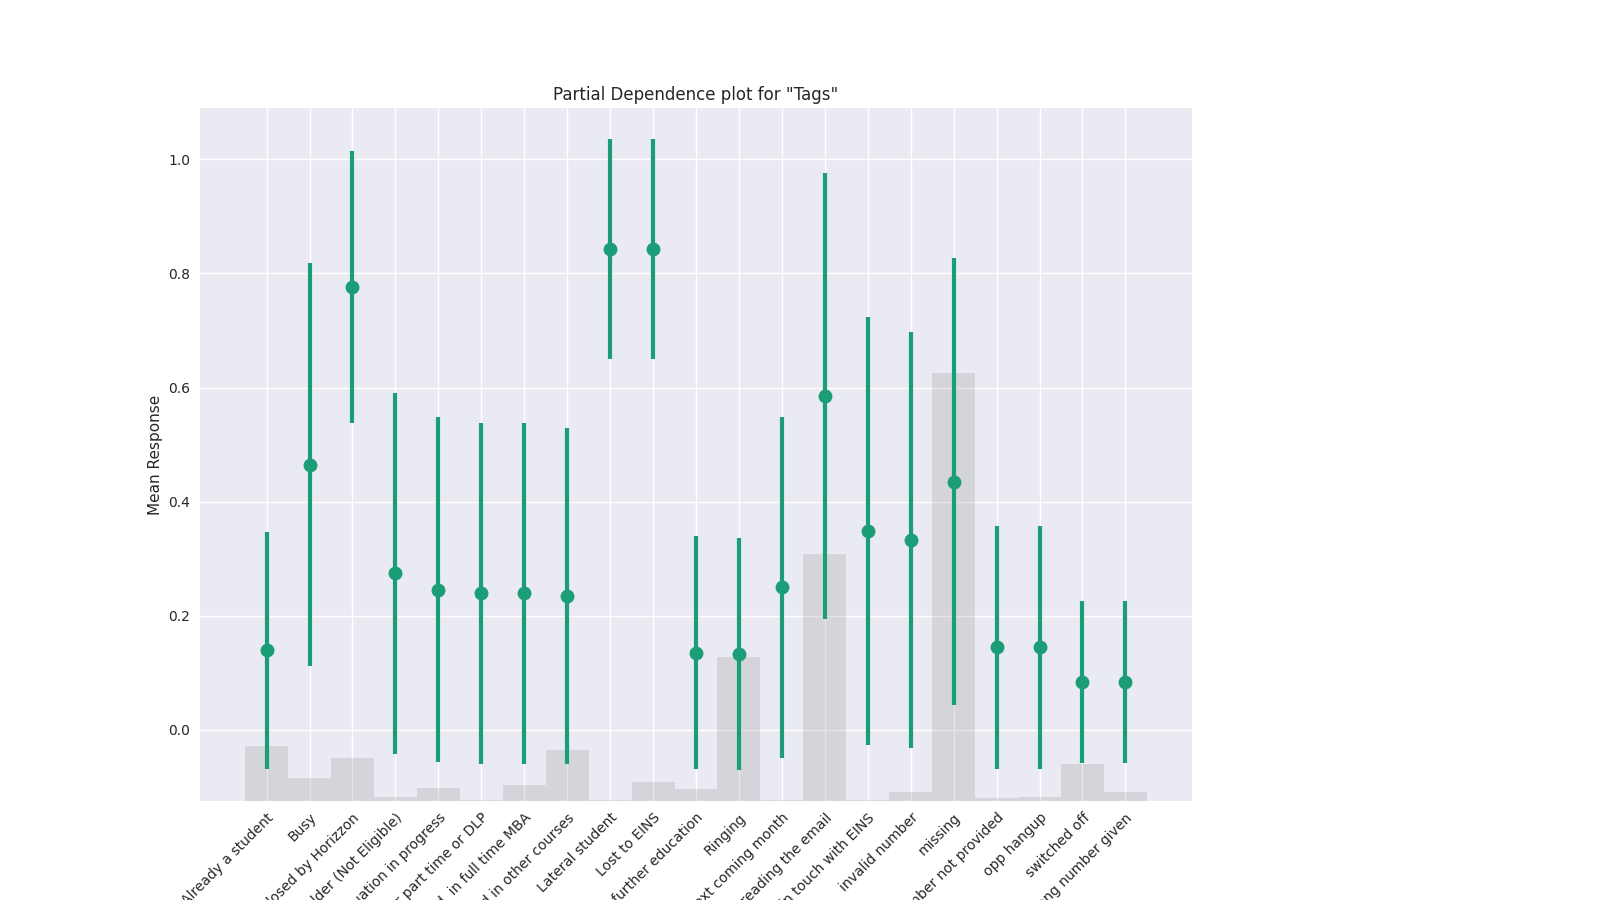 Partial Dependence plot for "Tags"
Mean Response
1.0
0.8
0.6
0.4
0.2
0.0
Already a student
Busy
losed by Horizzon
lder (Not Eligible)
uation in progress
r part time or DLP
in full time MBA
d in other courses
Lateral student
Lost to EINS
further education
Ringing
ext coming month
reading the email
in touch with EINS
invalid number
missing
mber not provided
opp hangup
switched off
ong number given